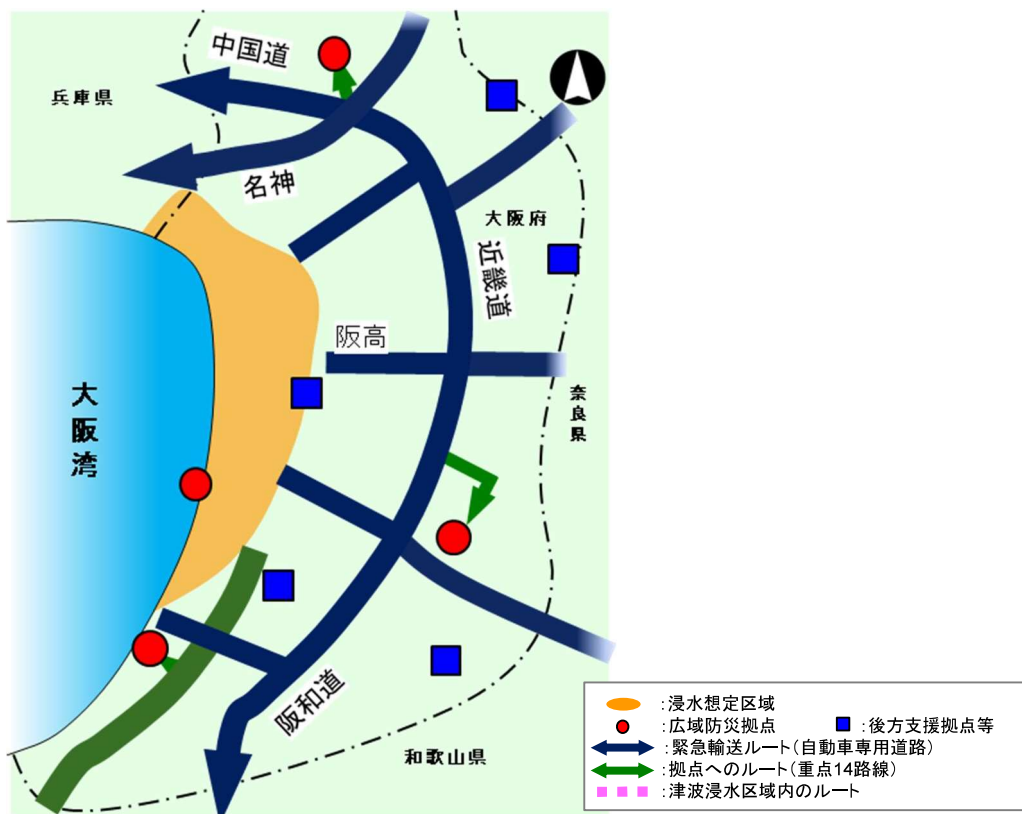 中国道
兵庫県
名神
大阪府
近畿道
阪高
大阪湾
奈良県
阪和道
和歌山県
:浸水想定区域
:広域防災拠点
:後方支援拠点等
:緊急輸送ルート(自動車専用道路)
:拠点へのルート(重点14路線)
:津波浸水区域内のルート